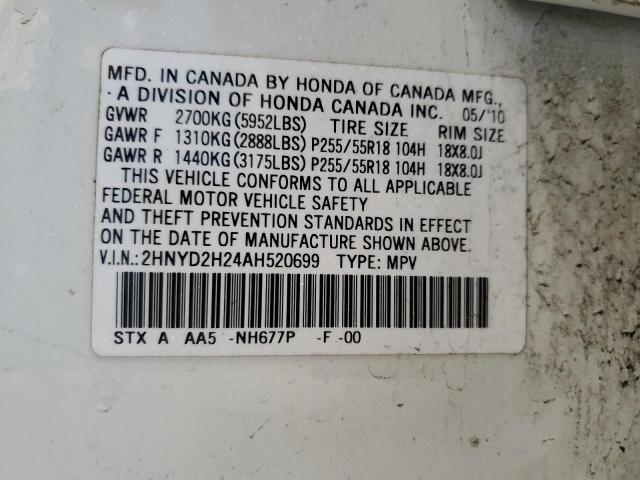 MFD. IN CANADA BY HONDA OF CANADA MFG.,
A DIVISION OF HONDA CANADA INC. 05/'10
GVWR 2700KG(5952LBS) TIRE SIZE RIM SIZE
GAWR F 1310KG(2888LBS) P255/55R18 104H 18X8.0J
GAWR R 1440KG(3175LBS) P255/55R18 104H 18X8.0J
THIS VEHICLE CONFORMS TO ALL APPLICABLE
FEDERAL MOTOR VEHICLE SAFETY
AND THEFT PREVENTION STANDARDS IN EFFECT
ON THE DATE OF MANUFACTURE SHOWN ABOVE.
V.I.N.:2HNYD2H24AH520699 TYPE: MPV
STX A AA5 -NH677P -F -00